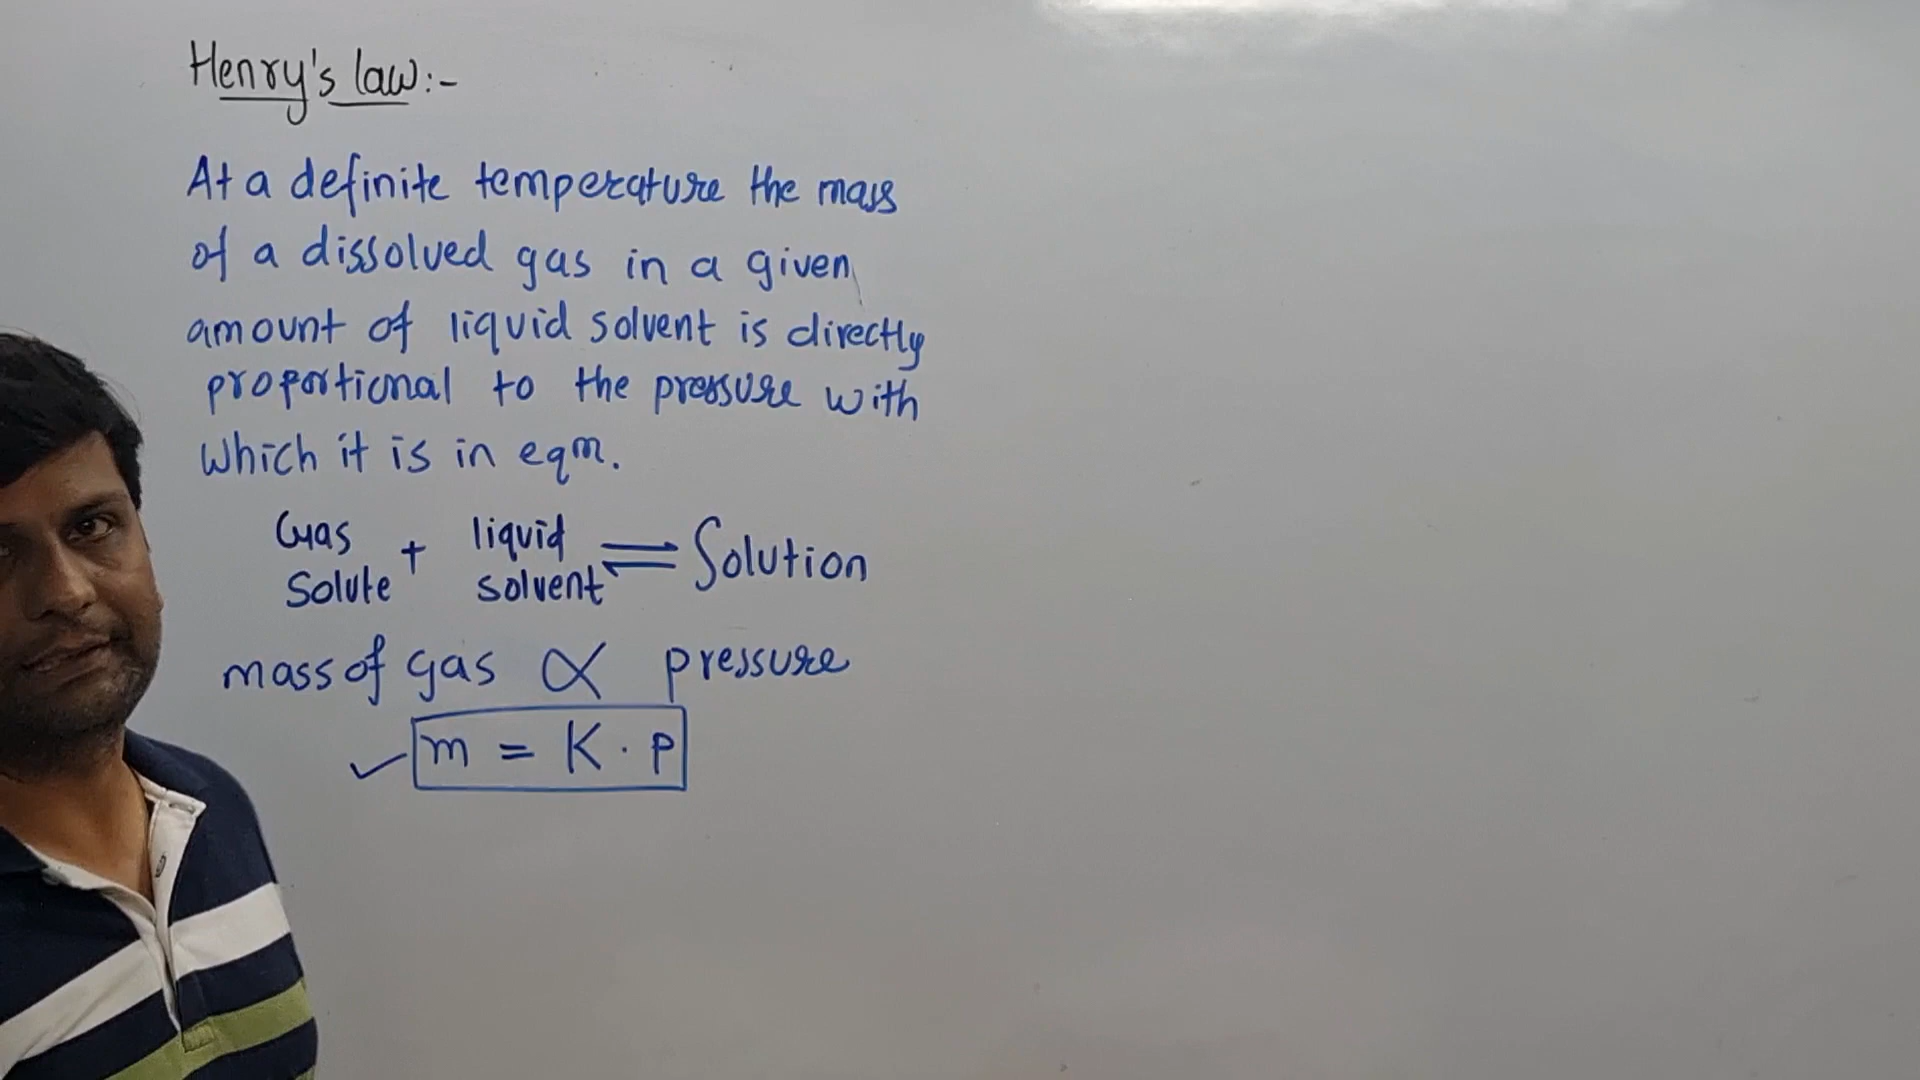 Henry's law:-
At a definite temperature the mass
of a dissolved gas in a given
amount of liquid solvent is directly
proportional to the pressure with
which it is in eqm.
Gas + liquid ⇌ Solution
Solute solvent
mass of gas ∝ pressure
✓ m = K · p